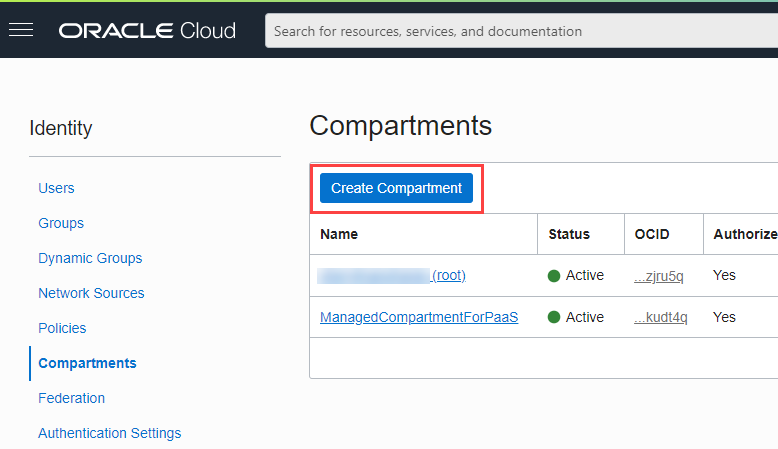 ORACLE Cloud
Search for resources, services, and documentation
Identity
Users
Groups
Dynamic Groups
Network Sources
Policies
Compartments
Federation
Authentication Settings
Compartments
Create Compartment
Name Status OCID Authorize
(root) Active ...zjru5q Yes
ManagedCompartmentForPaaS Active ...kudt4q Yes